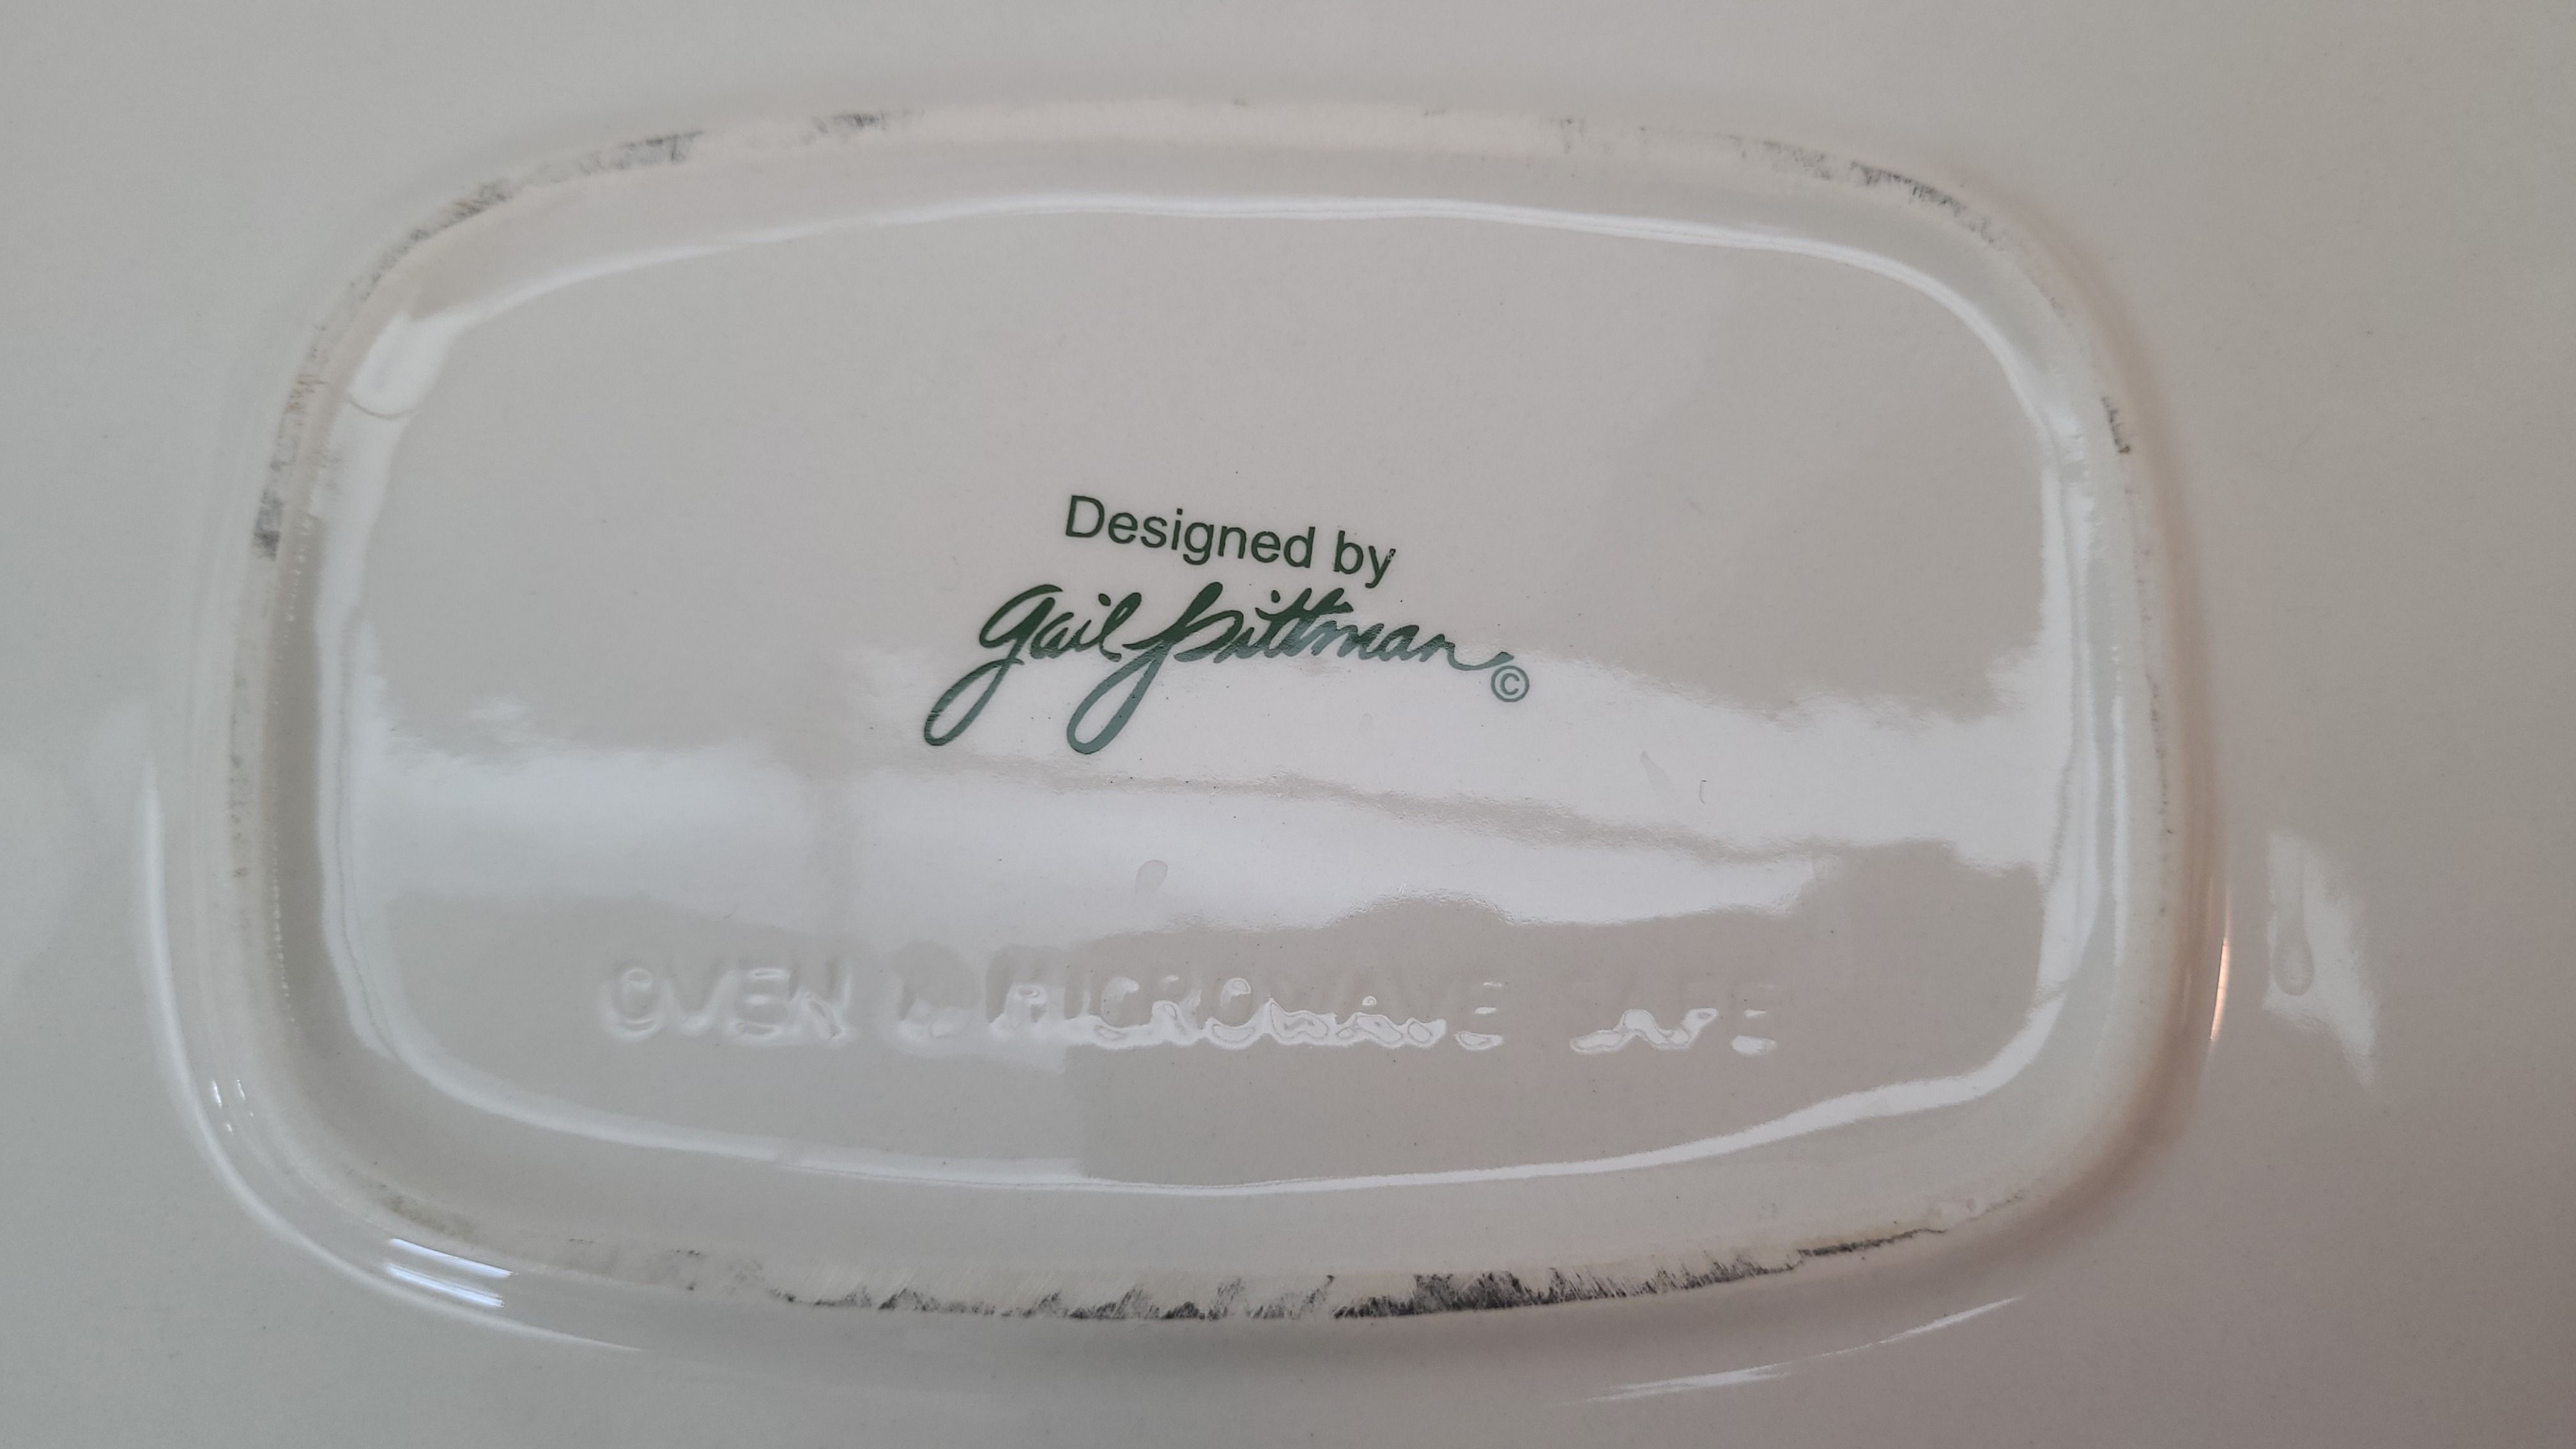 Designed by
gail pittman ©
OVEN & MICROWAVE SAFE